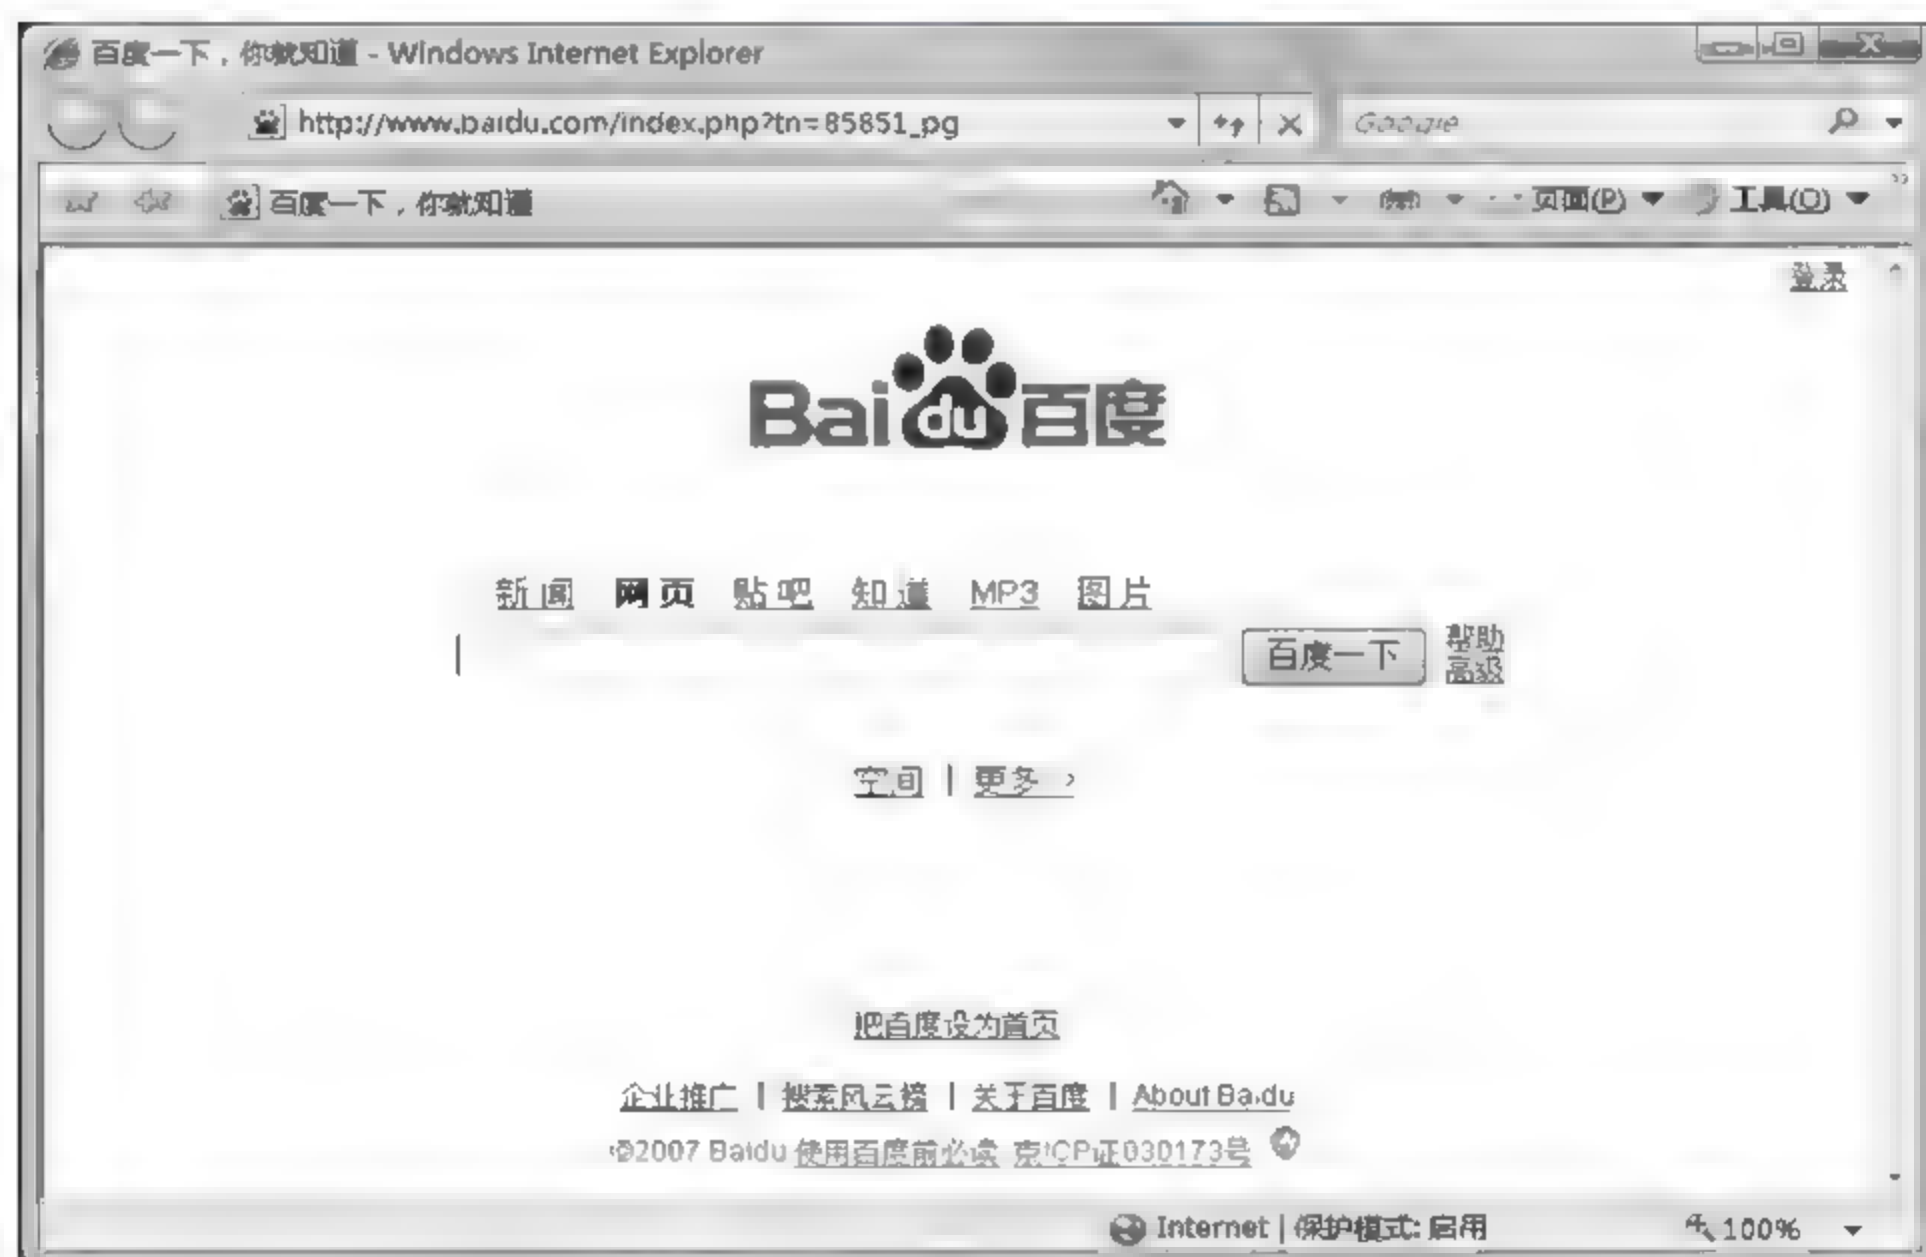 百度一下，你就知道 - Windows Internet Explorer
http://www.baidu.com/index.php?tn=85851_pg Google
百度一下，你就知道 页面(P) 工具(O)
登录
Bai du 百度
新闻 网页 贴吧 知道 MP3 图片
百度一下 帮助
高级
空间 | 更多 ›
把百度设为首页
企业推广 | 搜索风云榜 | 关于百度 | About Baidu
©2007 Baidu 使用百度前必读 京ICP证030173号
Internet | 保护模式: 启用 100%